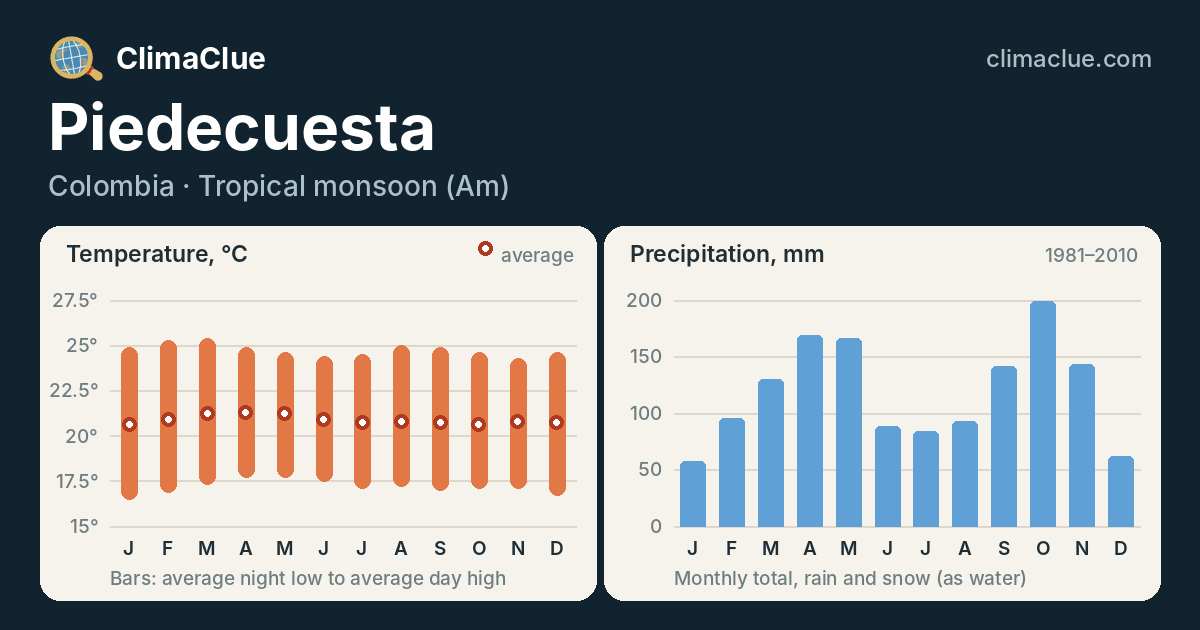 ClimaClue
climaclue.com
Piedecuesta
Colombia · Tropical monsoon (Am)
Temperature, °C
average
27.5°
25°
22.5°
20°
17.5°
15°
J F M A M J J A S O N D
Bars: average night low to average day high
Precipitation, mm
1981–2010
200
150
100
50
0
J F M A M J J A S O N D
Monthly total, rain and snow (as water)